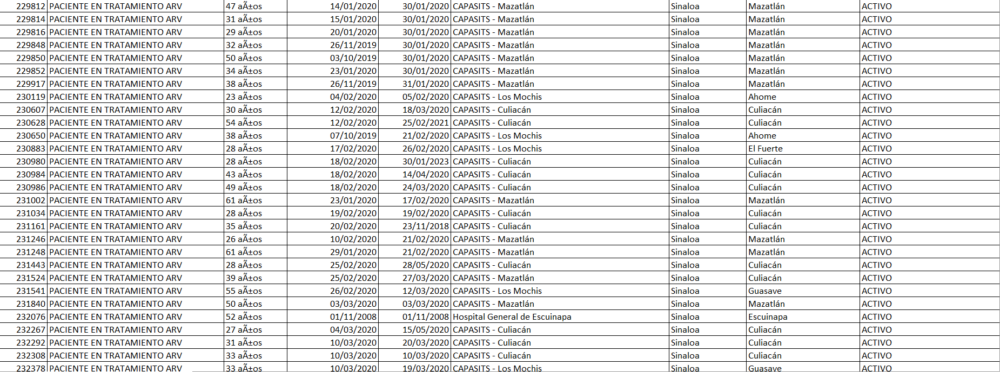 229812 PACIENTE EN TRATAMIENTO ARV 47 aÃ±os 14/01/2020 30/01/2020 CAPASITS - Mazatlán Sinaloa Mazatlán ACTIVO
229814 PACIENTE EN TRATAMIENTO ARV 31 aÃ±os 15/01/2020 30/01/2020 CAPASITS - Mazatlán Sinaloa Mazatlán ACTIVO
229816 PACIENTE EN TRATAMIENTO ARV 29 aÃ±os 20/01/2020 30/01/2020 CAPASITS - Mazatlán Sinaloa Mazatlán ACTIVO
229848 PACIENTE EN TRATAMIENTO ARV 32 aÃ±os 26/11/2019 30/01/2020 CAPASITS - Mazatlán Sinaloa Mazatlán ACTIVO
229850 PACIENTE EN TRATAMIENTO ARV 50 aÃ±os 03/10/2019 30/01/2020 CAPASITS - Mazatlán Sinaloa Mazatlán ACTIVO
229852 PACIENTE EN TRATAMIENTO ARV 34 aÃ±os 23/01/2020 30/01/2020 CAPASITS - Mazatlán Sinaloa Mazatlán ACTIVO
229917 PACIENTE EN TRATAMIENTO ARV 38 aÃ±os 26/11/2019 31/01/2020 CAPASITS - Mazatlán Sinaloa Mazatlán ACTIVO
230119 PACIENTE EN TRATAMIENTO ARV 23 aÃ±os 04/02/2020 05/02/2020 CAPASITS - Los Mochis Sinaloa Ahome ACTIVO
230607 PACIENTE EN TRATAMIENTO ARV 30 aÃ±os 12/02/2020 18/03/2020 CAPASITS - Culiacán Sinaloa Culiacán ACTIVO
230628 PACIENTE EN TRATAMIENTO ARV 54 aÃ±os 12/02/2020 25/02/2021 CAPASITS - Culiacán Sinaloa Culiacán ACTIVO
230650 PACIENTE EN TRATAMIENTO ARV 38 aÃ±os 07/10/2019 21/02/2020 CAPASITS - Los Mochis Sinaloa Ahome ACTIVO
230883 PACIENTE EN TRATAMIENTO ARV 28 aÃ±os 17/02/2020 26/02/2020 CAPASITS - Los Mochis Sinaloa El Fuerte ACTIVO
230980 PACIENTE EN TRATAMIENTO ARV 28 aÃ±os 18/02/2020 30/01/2023 CAPASITS - Culiacán Sinaloa Culiacán ACTIVO
230984 PACIENTE EN TRATAMIENTO ARV 43 aÃ±os 18/02/2020 14/04/2020 CAPASITS - Culiacán Sinaloa Culiacán ACTIVO
230986 PACIENTE EN TRATAMIENTO ARV 49 aÃ±os 18/02/2020 24/03/2020 CAPASITS - Culiacán Sinaloa Culiacán ACTIVO
231002 PACIENTE EN TRATAMIENTO ARV 61 aÃ±os 23/01/2020 17/02/2020 CAPASITS - Mazatlán Sinaloa Mazatlán ACTIVO
231034 PACIENTE EN TRATAMIENTO ARV 28 aÃ±os 19/02/2020 19/02/2020 CAPASITS - Culiacán Sinaloa Culiacán ACTIVO
231161 PACIENTE EN TRATAMIENTO ARV 35 aÃ±os 20/02/2020 23/11/2018 CAPASITS - Culiacán Sinaloa Culiacán ACTIVO
231246 PACIENTE EN TRATAMIENTO ARV 26 aÃ±os 10/02/2020 21/02/2020 CAPASITS - Mazatlán Sinaloa Mazatlán ACTIVO
231248 PACIENTE EN TRATAMIENTO ARV 61 aÃ±os 29/01/2020 21/02/2020 CAPASITS - Mazatlán Sinaloa Mazatlán ACTIVO
231443 PACIENTE EN TRATAMIENTO ARV 28 aÃ±os 25/02/2020 28/05/2020 CAPASITS - Culiacán Sinaloa Culiacán ACTIVO
231524 PACIENTE EN TRATAMIENTO ARV 39 aÃ±os 25/02/2020 27/03/2020 CAPASITS - Mazatlán Sinaloa Culiacán ACTIVO
231541 PACIENTE EN TRATAMIENTO ARV 55 aÃ±os 26/02/2020 12/03/2020 CAPASITS - Los Mochis Sinaloa Guasave ACTIVO
231840 PACIENTE EN TRATAMIENTO ARV 50 aÃ±os 03/03/2020 03/03/2020 CAPASITS - Mazatlán Sinaloa Mazatlán ACTIVO
232076 PACIENTE EN TRATAMIENTO ARV 52 aÃ±os 01/11/2008 01/11/2008 Hospital General de Escuinapa Sinaloa Escuinapa ACTIVO
232267 PACIENTE EN TRATAMIENTO ARV 27 aÃ±os 04/03/2020 15/05/2020 CAPASITS - Culiacán Sinaloa Culiacán ACTIVO
232292 PACIENTE EN TRATAMIENTO ARV 31 aÃ±os 10/03/2020 20/03/2020 CAPASITS - Culiacán Sinaloa Culiacán ACTIVO
232308 PACIENTE EN TRATAMIENTO ARV 33 aÃ±os 10/03/2020 10/03/2020 CAPASITS - Culiacán Sinaloa Culiacán ACTIVO
232378 PACIENTE EN TRATAMIENTO ARV 33 aÃ±os 10/03/2020 19/03/2020 CAPASITS - Los Mochis Sinaloa Guasave ACTIVO